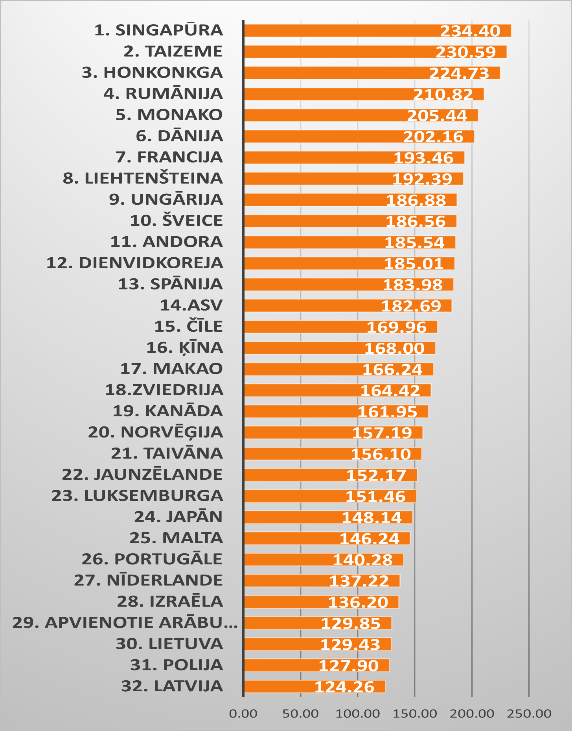 1. SINGAPŪRA 234.40
2. TAIZEME 230.59
3. HONKONKGA 224.73
4. RUMĀNIJA 210.82
5. MONAKO 205.44
6. DĀNIJA 202.16
7. FRANCIJA 193.46
8. LIEHTENŠTEINA 192.39
9. UNGĀRIJA 186.88
10. ŠVEICE 186.56
11. ANDORA 185.54
12. DIENVIDKOREJA 185.01
13. SPĀNIJA 183.98
14.ASV 182.69
15. ČĪLE 169.96
16. ĶĪNA 168.00
17. MAKAO 166.24
18.ZVIEDRIJA 164.42
19. KANĀDA 161.95
20. NORVĒĢIJA 157.19
21. TAIVĀNA 156.10
22. JAUNZĒLANDE 152.17
23. LUKSEMBURGA 151.46
24. JAPĀN 148.14
25. MALTA 146.24
26. PORTUGĀLE 140.28
27. NĪDERLANDE 137.22
28. IZRAĒLA 136.20
29. APVIENOTIE ARĀBU... 129.85
30. LIETUVA 129.43
31. POLIJA 127.90
32. LATVIJA 124.26
0.00 50.00 100.00 150.00 200.00 250.00